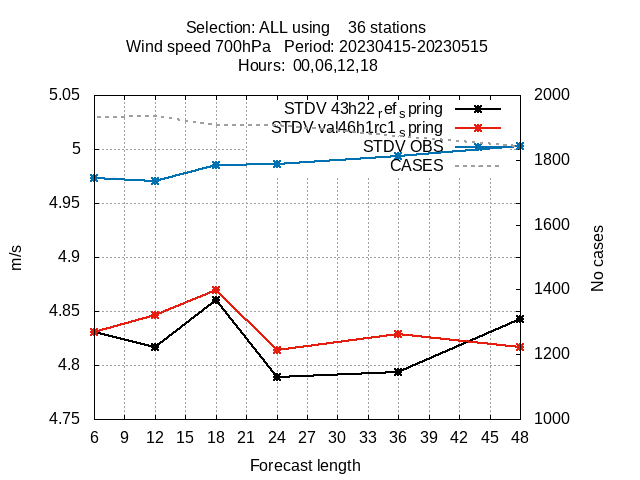 Selection: ALL using    36 stations
Wind speed 700hPa   Period: 20230415-20230515
Hours:  00,06,12,18
5.05
5
4.95
4.9
4.85
4.8
4.75
m/s
2000
1800
1600
1400
1200
1000
No cases
STDV 43h22refspring
STDV val46h1rc1spring
STDV OBS
CASES
6 9 12 15 18 21 24 27 30 33 36 39 42 45 48
Forecast length